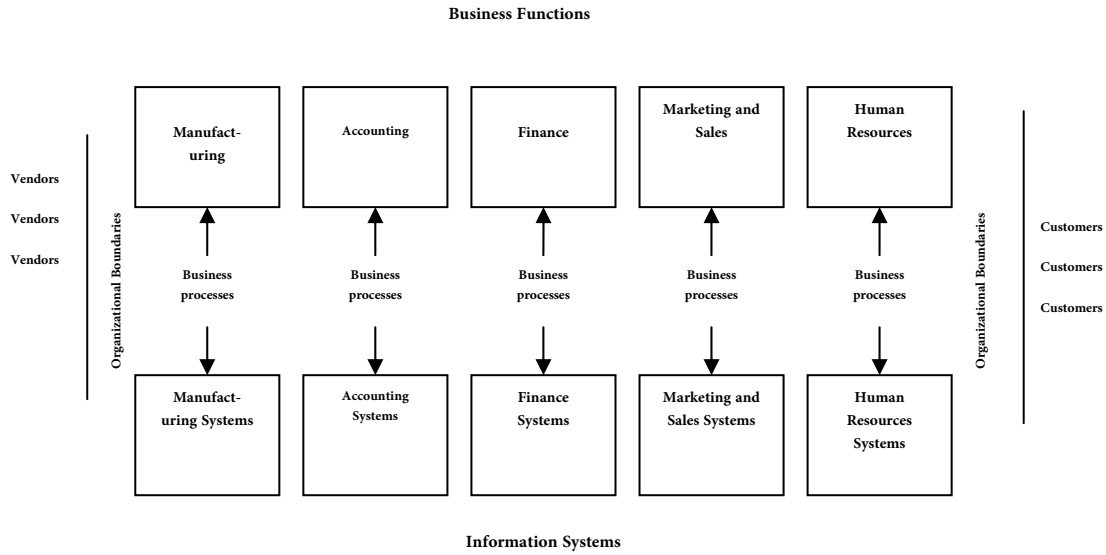 Business Functions
Manufact-
uring
Accounting
Finance
Marketing and
Sales
Human
Resources
Vendors
Vendors
Vendors
Organizational Boundaries
Business
processes
Business
processes
Business
processes
Business
processes
Business
processes
Organizational Boundaries
Customers
Customers
Customers
Manufact-
uring Systems
Accounting
Systems
Finance
Systems
Marketing and
Sales Systems
Human
Resources
Systems
Information Systems